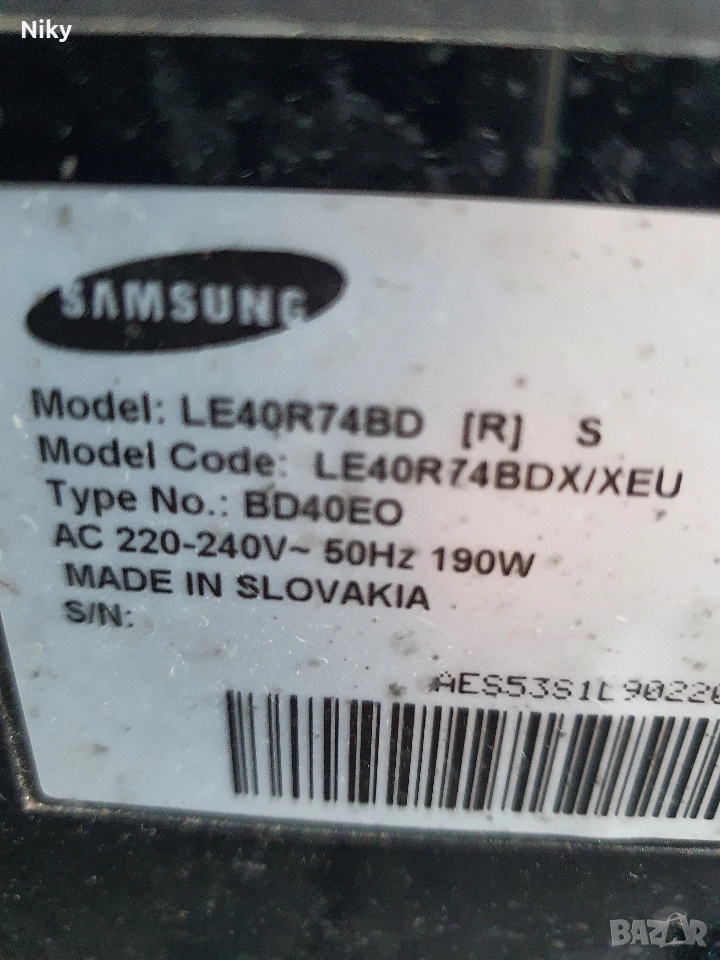 Niky
SAMSUNG
Model: LE40R74BD [R] S
Model Code: LE40R74BDX/XEU
Type No.: BD40EO
AC 220-240V~ 50Hz 190W
MADE IN SLOVAKIA
S/N:
BAZAR